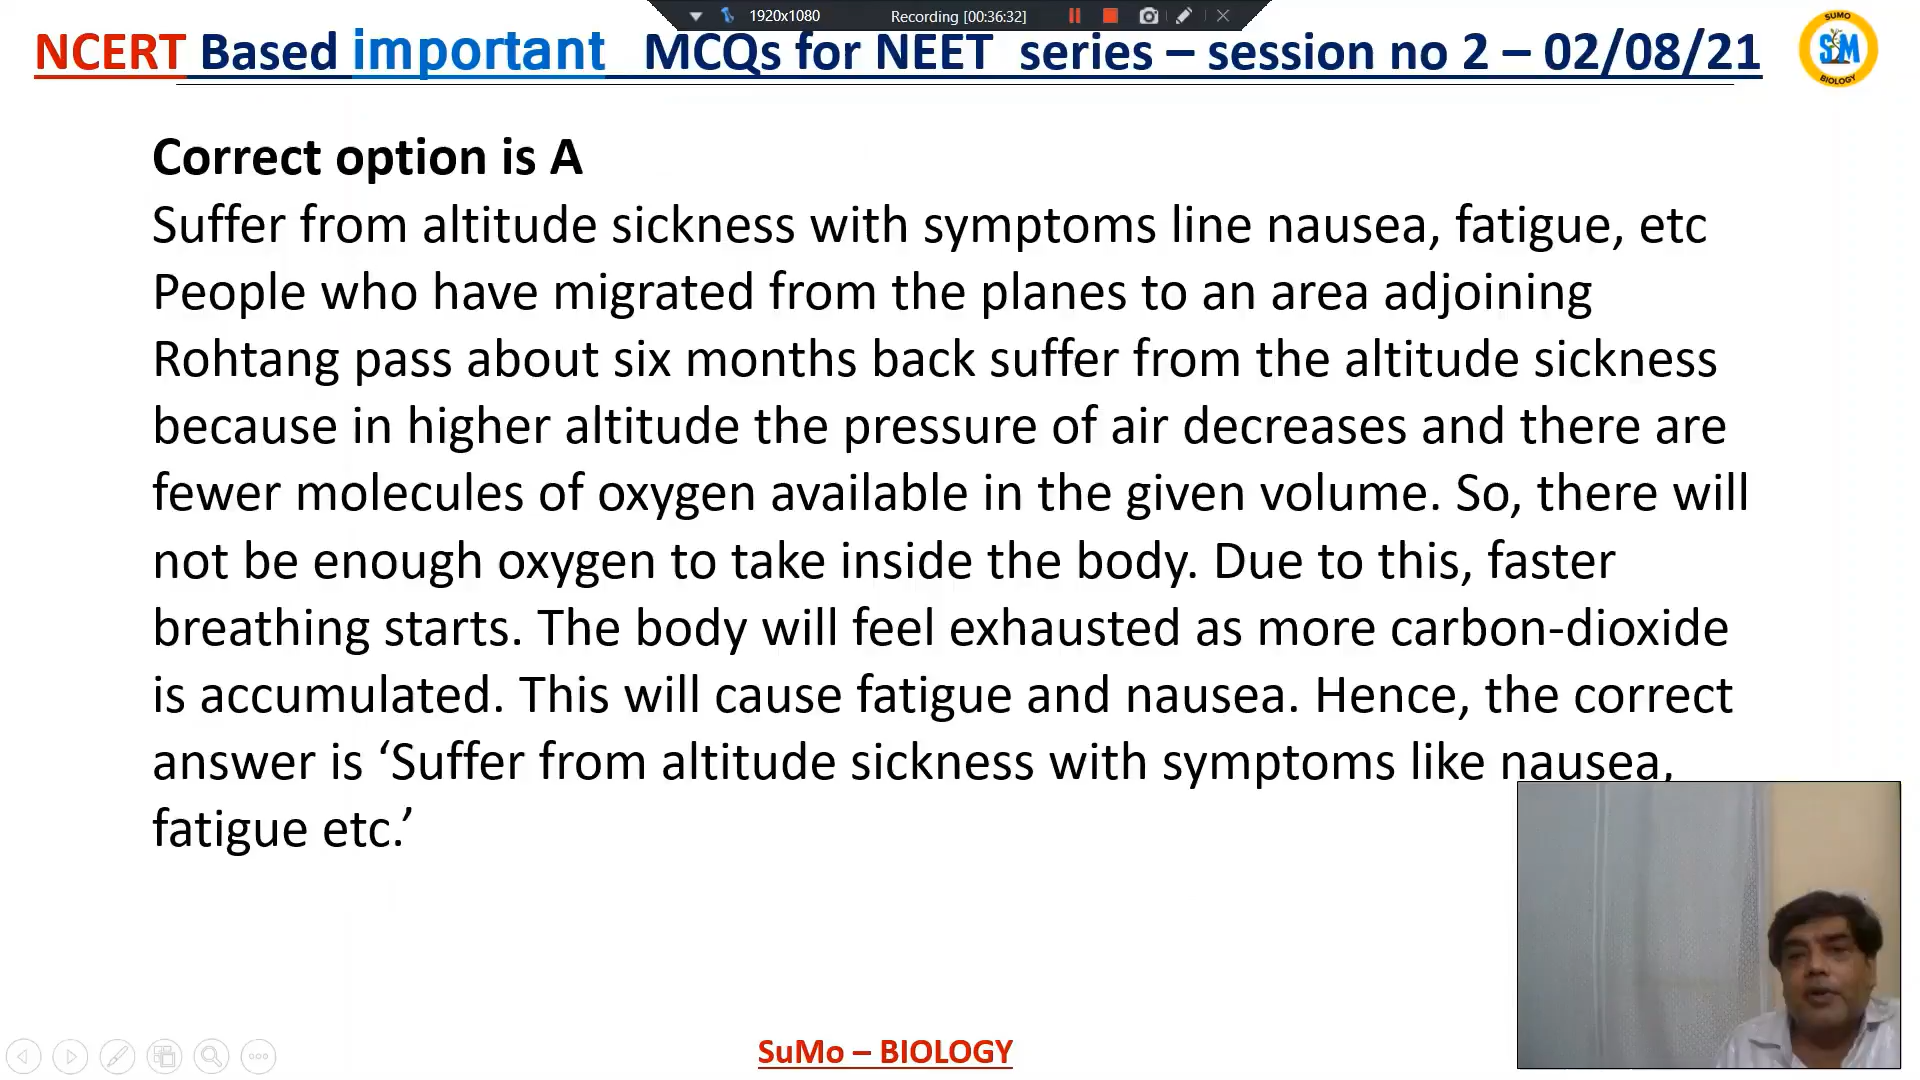 1920x1080 Recording [00:36:32]
NCERT Based important MCQs for NEET series – session no 2 – 02/08/21
SUMO
SM
BIOLOGY
Correct option is A
Suffer from altitude sickness with symptoms line nausea, fatigue, etc
People who have migrated from the planes to an area adjoining
Rohtang pass about six months back suffer from the altitude sickness
because in higher altitude the pressure of air decreases and there are
fewer molecules of oxygen available in the given volume. So, there will
not be enough oxygen to take inside the body. Due to this, faster
breathing starts. The body will feel exhausted as more carbon-dioxide
is accumulated. This will cause fatigue and nausea. Hence, the correct
answer is ‘Suffer from altitude sickness with symptoms like nausea,
fatigue etc.’
SuMo – BIOLOGY